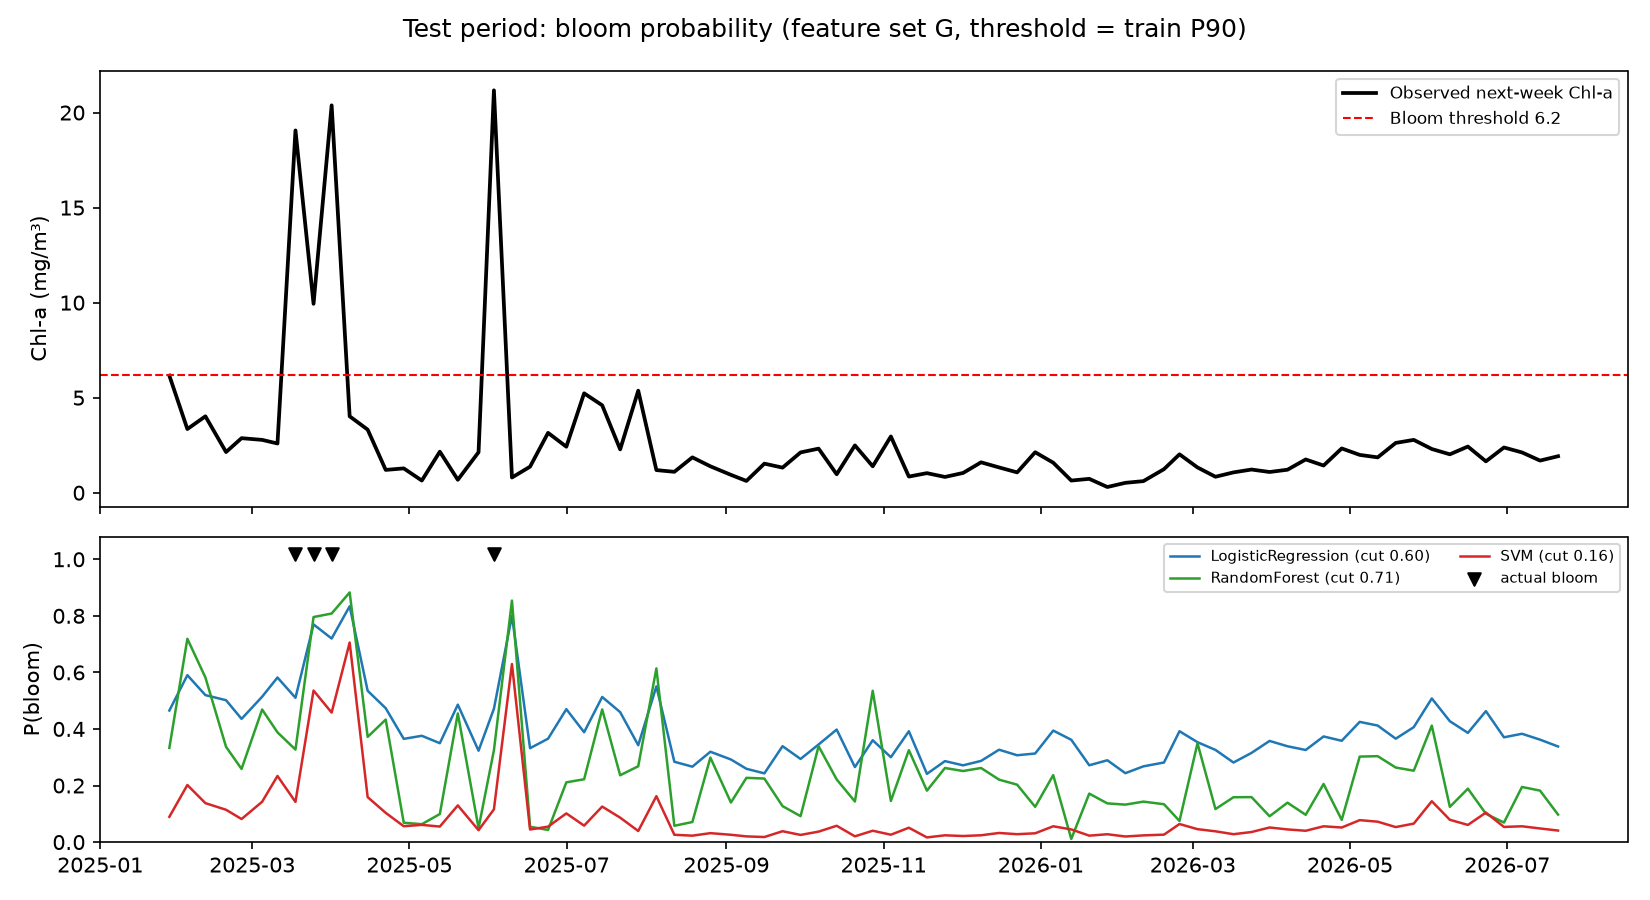 Test period: bloom probability (feature set G, threshold = train P90)
Chl-a (mg/m³)
20
15
10
5
0
Observed next-week Chl-a
Bloom threshold 6.2
P(bloom)
1.0
0.8
0.6
0.4
0.2
0.0
LogisticRegression (cut 0.60)
RandomForest (cut 0.71)
SVM (cut 0.16)
actual bloom
2025-01 2025-03 2025-05 2025-07 2025-09 2025-11 2026-01 2026-03 2026-05 2026-07